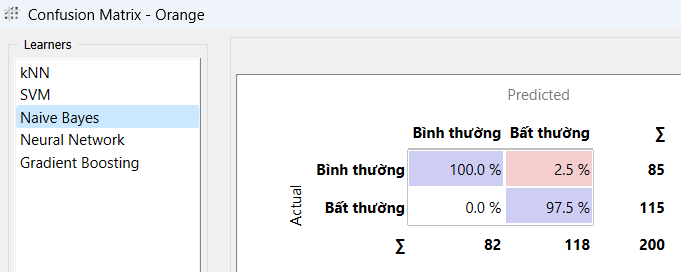 Confusion Matrix - Orange
Learners
kNN
SVM
Naive Bayes
Neural Network
Gradient Boosting
Predicted
Bình thường Bất thường ∑
Bình thường 100.0 % 2.5 % 85
Bất thường 0.0 % 97.5 % 115
∑ 82 118 200
Actual